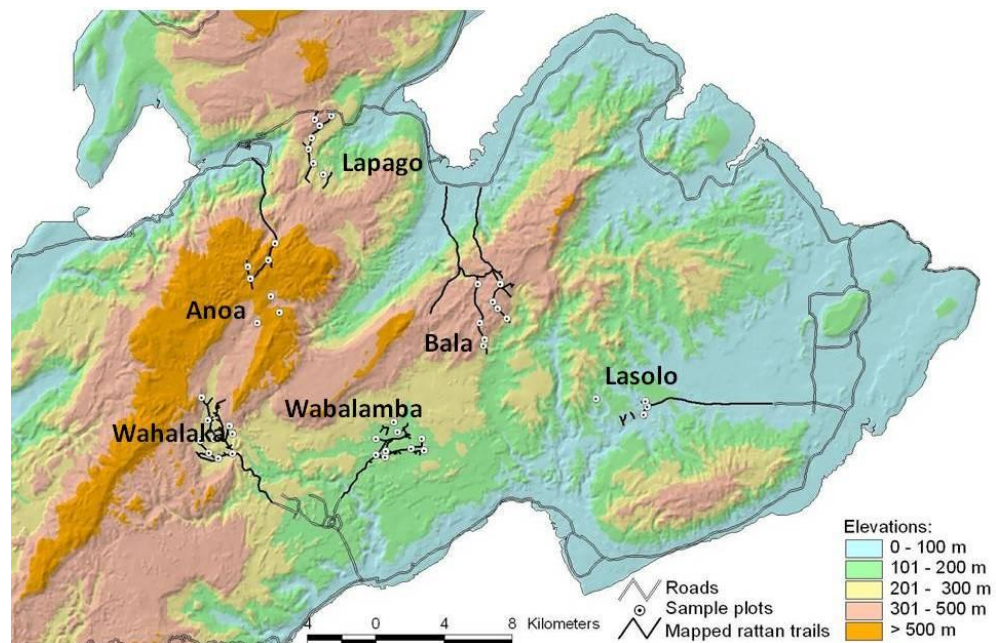 Lapago
Anoa
Bala
Lasolo
Wabalamba
Wahalaka
Elevations:
0 - 100 m
101 - 200 m
201 - 300 m
301 - 500 m
> 500 m
Roads
Sample plots
Mapped rattan trails
4 0 4 8 Kilometers